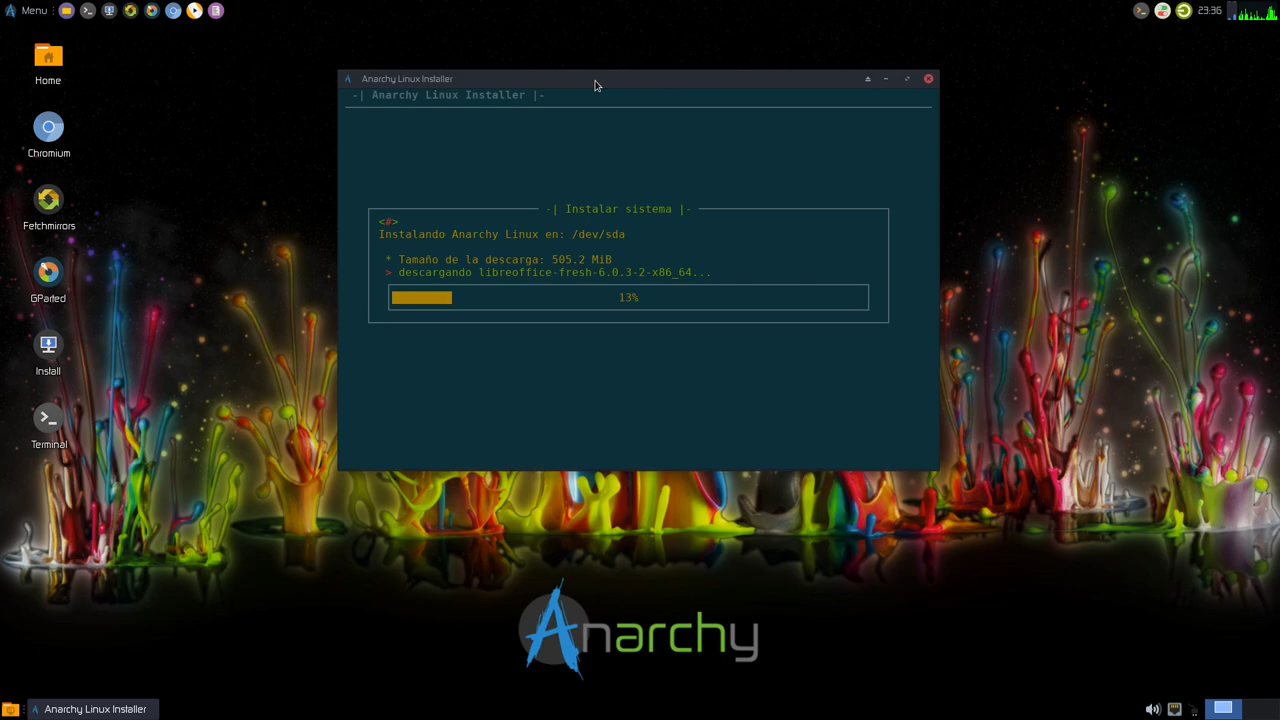 Menu
23:36
Home
Chromium
Fetchmirrors
GParted
Install
Terminal
Anarchy Linux Installer
-| Anarchy Linux Installer |-
-| Instalar sistema |-
<#>
Instalando Anarchy Linux en: /dev/sda
* Tamaño de la descarga: 505.2 MiB
> descargando libreoffice-fresh-6.0.3-2-x86_64...
13%
Anarchy
Anarchy Linux Installer